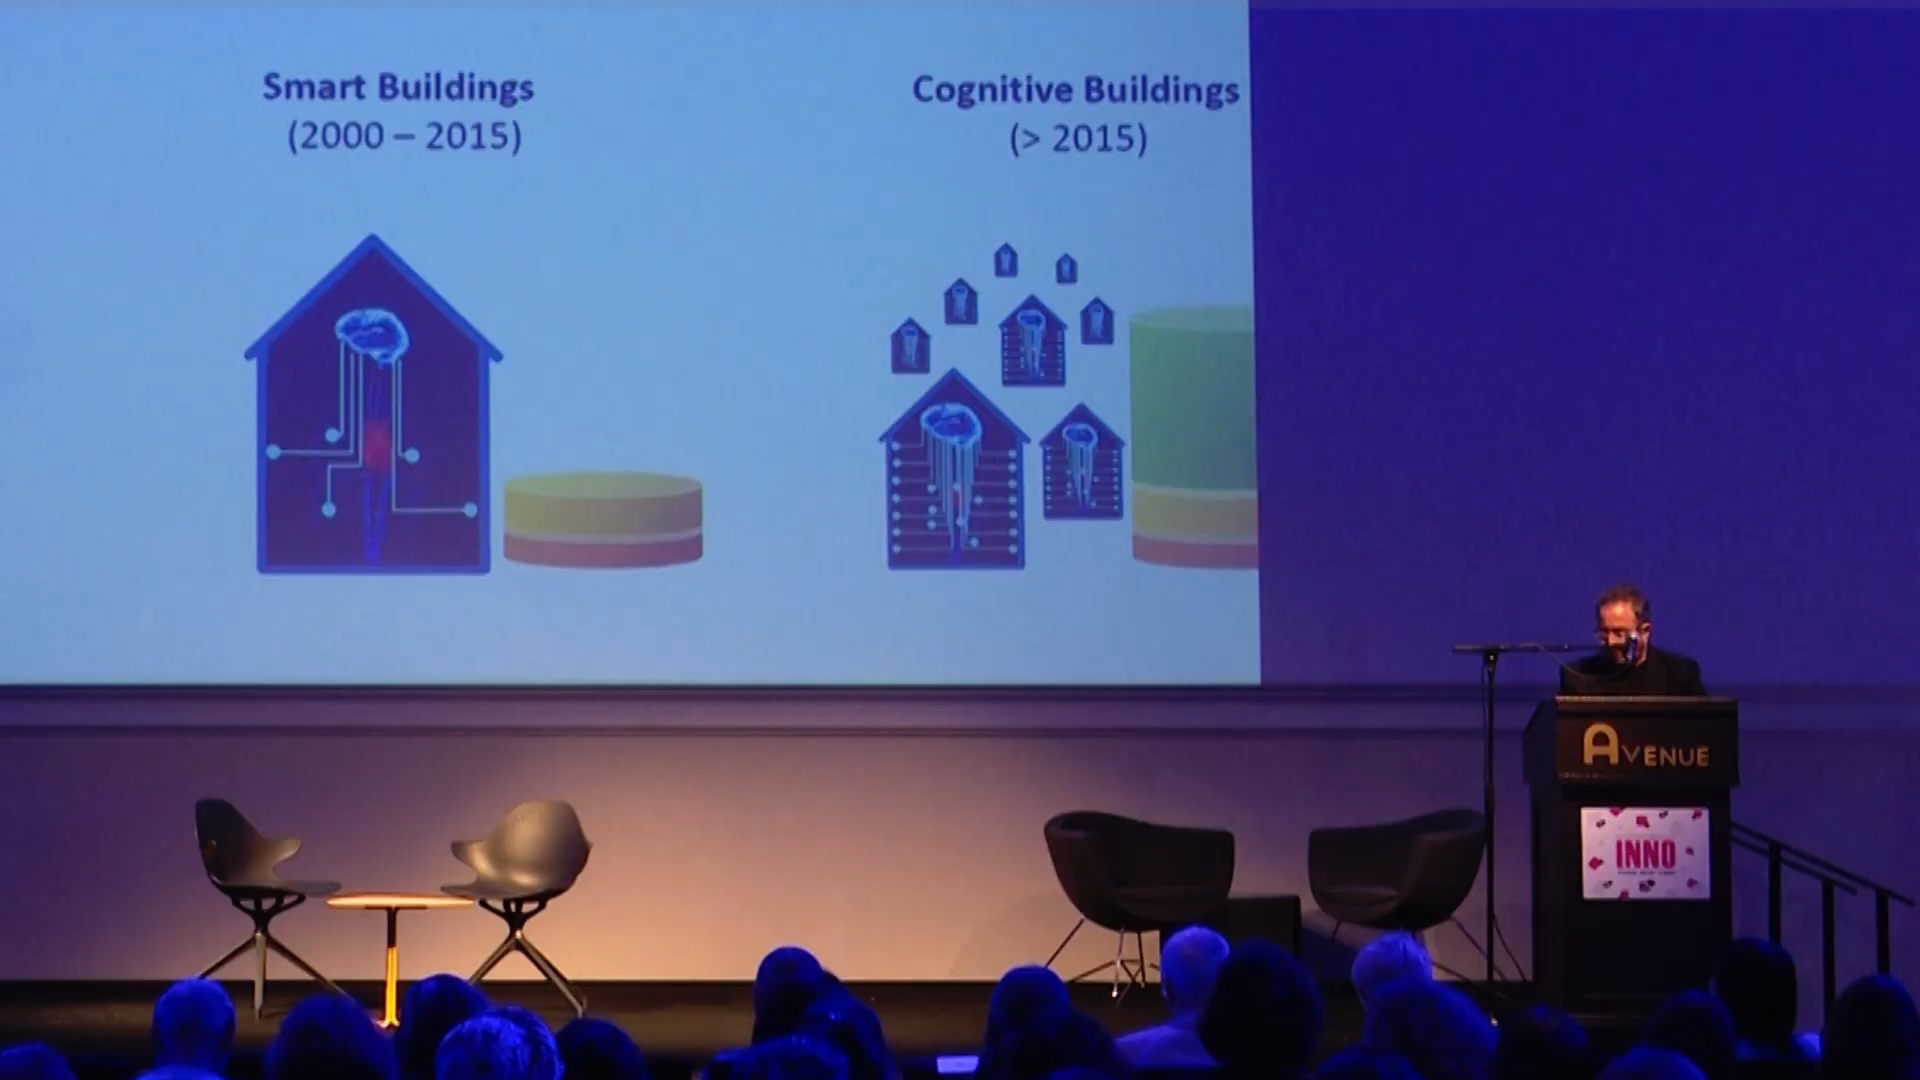 Smart Buildings
(2000 – 2015)
Cognitive Buildings
(> 2015)
AVENUE
INNO